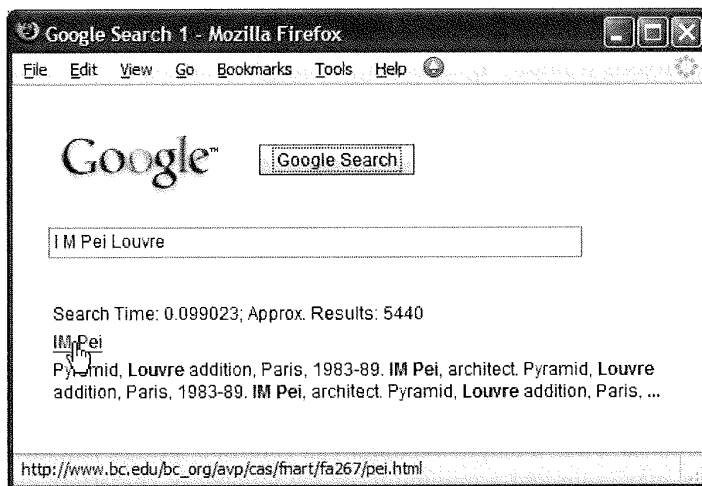 Google Search 1 - Mozilla Firefox
File Edit View Go Bookmarks Tools Help
Google™ Google Search
I M Pei Louvre
Search Time: 0.099023; Approx. Results: 5440
IM Pei
Pyramid, Louvre addition, Paris, 1983-89. IM Pei, architect. Pyramid, Louvre
addition, Paris, 1983-89. IM Pei, architect. Pyramid, Louvre addition, Paris, ...
http://www.bc.edu/bc_org/avp/cas/fnart/fa267/pei.html